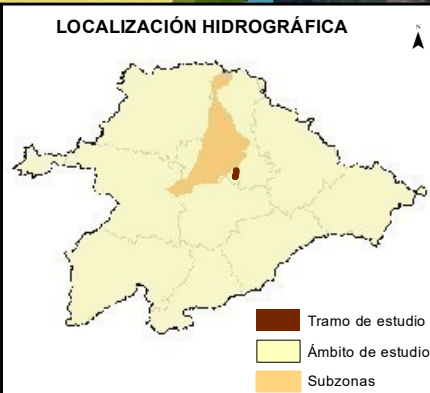 LOCALIZACIÓN HIDROGRÁFICA
N
Tramo de estudio
Ámbito de estudio
Subzonas